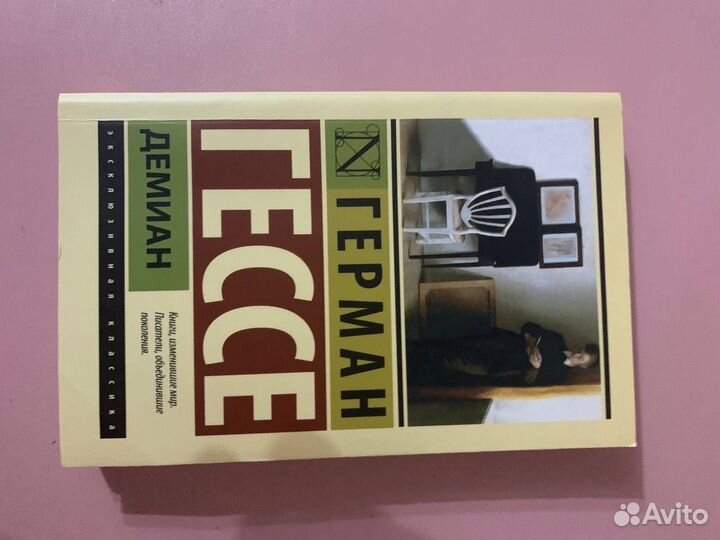 ГЕРМАН
ГЕССЕ
ДЕМИАН
Книги, изменившие мир.
Писатели, объединившие
поколения.
ЭКСКЛЮЗИВНАЯ КЛАССИКА
N
Avito